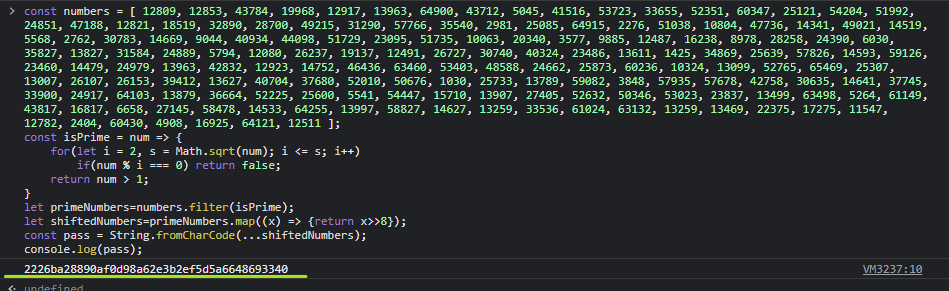 > const numbers = [ 12809, 12853, 43784, 19968, 12917, 13963, 64900, 43712, 5045, 41516, 53723, 33655, 52351, 60347, 25121, 54204, 51992,
24851, 47188, 12821, 18519, 32890, 28700, 49215, 31290, 57766, 35540, 2981, 25085, 64915, 2276, 51038, 10804, 47736, 14341, 49021, 14519,
5568, 2762, 30783, 14669, 9044, 40934, 44098, 51729, 23095, 51735, 10063, 20340, 3577, 9885, 12487, 16238, 8978, 28258, 24390, 6030,
35827, 13827, 31584, 24889, 5794, 12080, 26237, 19137, 12491, 26727, 30740, 40324, 23486, 13611, 1425, 34869, 25639, 57826, 14593, 59126,
23460, 14479, 24979, 13963, 42832, 12923, 14752, 46436, 63460, 53403, 48588, 24662, 25873, 60236, 10324, 13099, 52765, 65469, 25307,
13007, 26107, 26153, 39412, 13627, 40704, 37680, 52010, 50676, 1030, 25733, 13789, 59082, 3848, 57935, 57678, 42758, 30635, 14641, 37745,
33900, 24917, 64103, 13879, 36664, 52225, 25600, 5541, 54447, 15710, 13907, 27405, 52632, 50346, 53023, 23837, 13499, 63498, 5264, 61149,
43817, 16817, 6658, 27145, 58478, 14533, 64255, 13997, 58827, 14627, 13259, 33536, 61024, 63132, 13259, 13469, 22375, 17275, 11547,
12782, 2404, 60430, 4908, 16925, 64121, 12511 ];
const isPrime = num => {
for(let i = 2, s = Math.sqrt(num); i <= s; i++)
if(num % i === 0) return false;
return num > 1;
}
let primeNumbers=numbers.filter(isPrime);
let shiftedNumbers=primeNumbers.map((x) => {return x>>8});
const pass = String.fromCharCode(...shiftedNumbers);
console.log(pass);
2226ba28890af0d98a62e3b2ef5d5a6648693340 VM3237:10
undefined